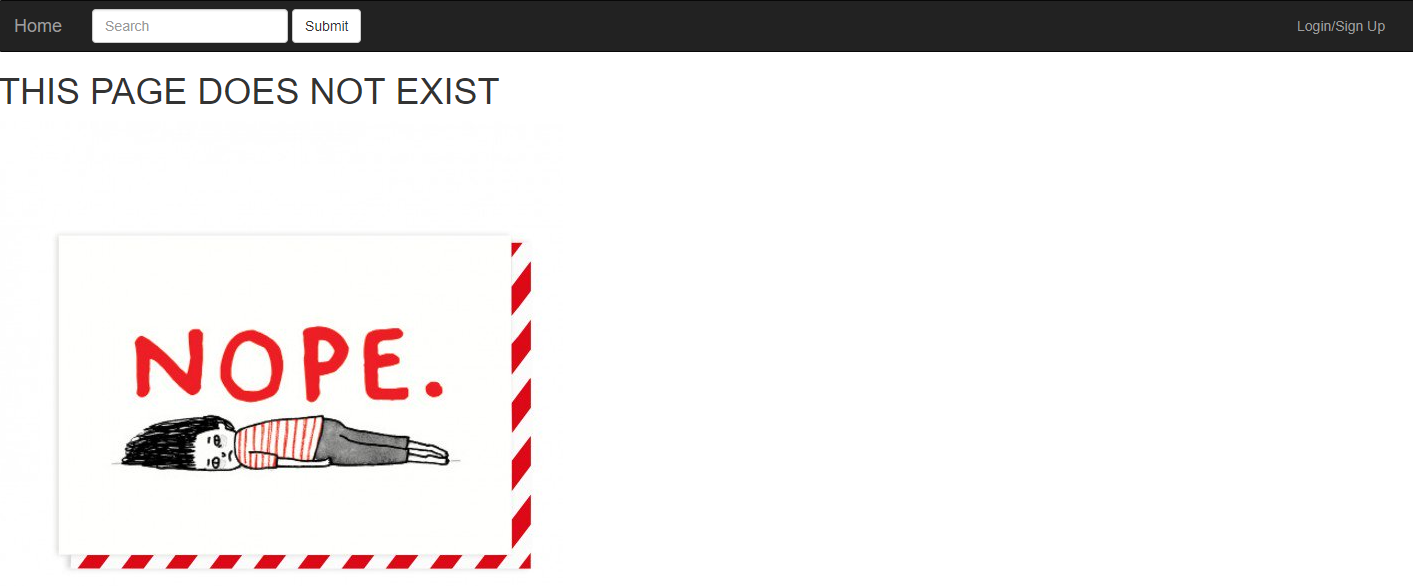 Home Search Submit Login/Sign Up
THIS PAGE DOES NOT EXIST
NOPE.